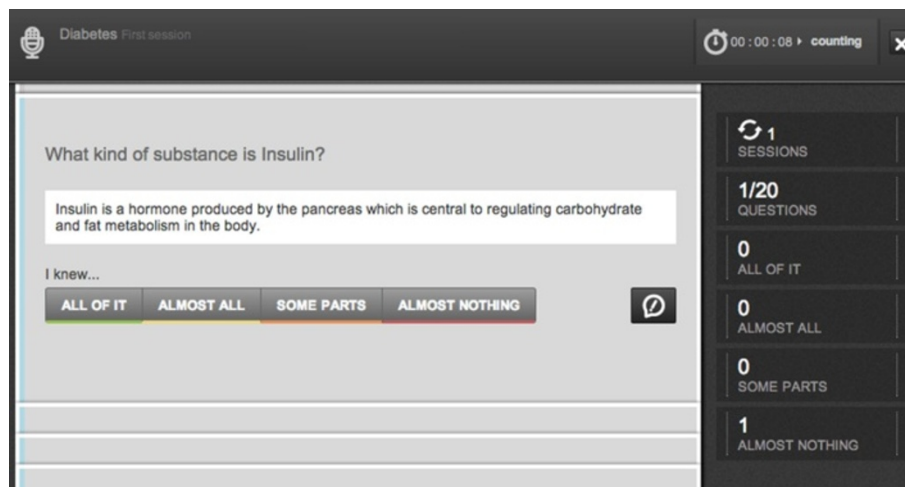 Diabetes First session
00 : 00 : 08 counting
What kind of substance is Insulin?
Insulin is a hormone produced by the pancreas which is central to regulating carbohydrate
and fat metabolism in the body.
I knew...
ALL OF IT ALMOST ALL SOME PARTS ALMOST NOTHING
1
SESSIONS
1/20
QUESTIONS
0
ALL OF IT
0
ALMOST ALL
0
SOME PARTS
1
ALMOST NOTHING